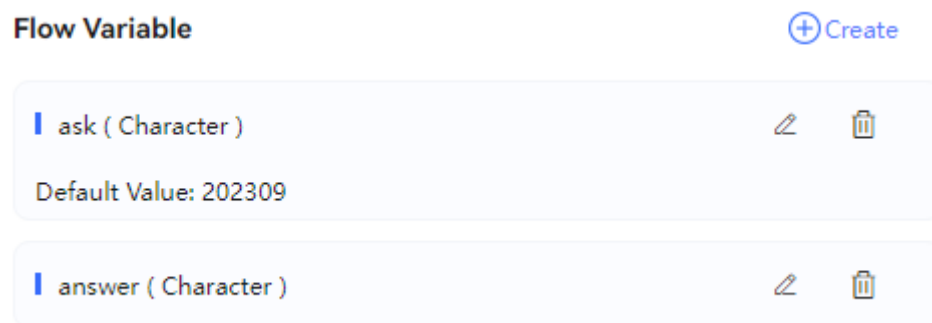 Flow Variable
Create
ask ( Character )
Default Value: 202309
answer ( Character )